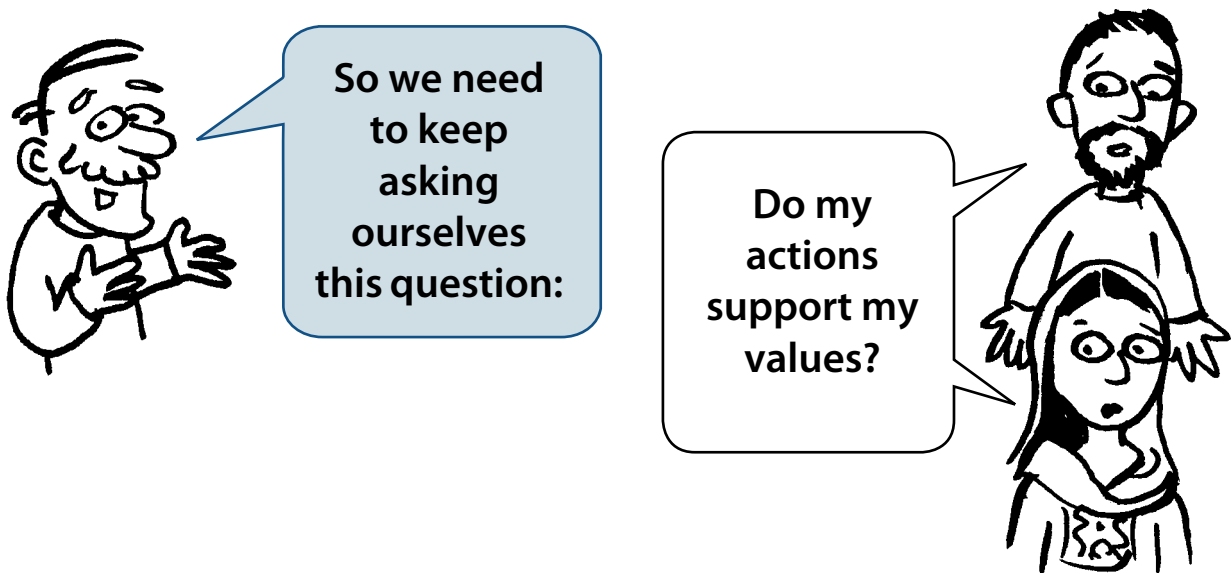 So we need
to keep
asking
ourselves
this question:
Do my
actions
support my
values?